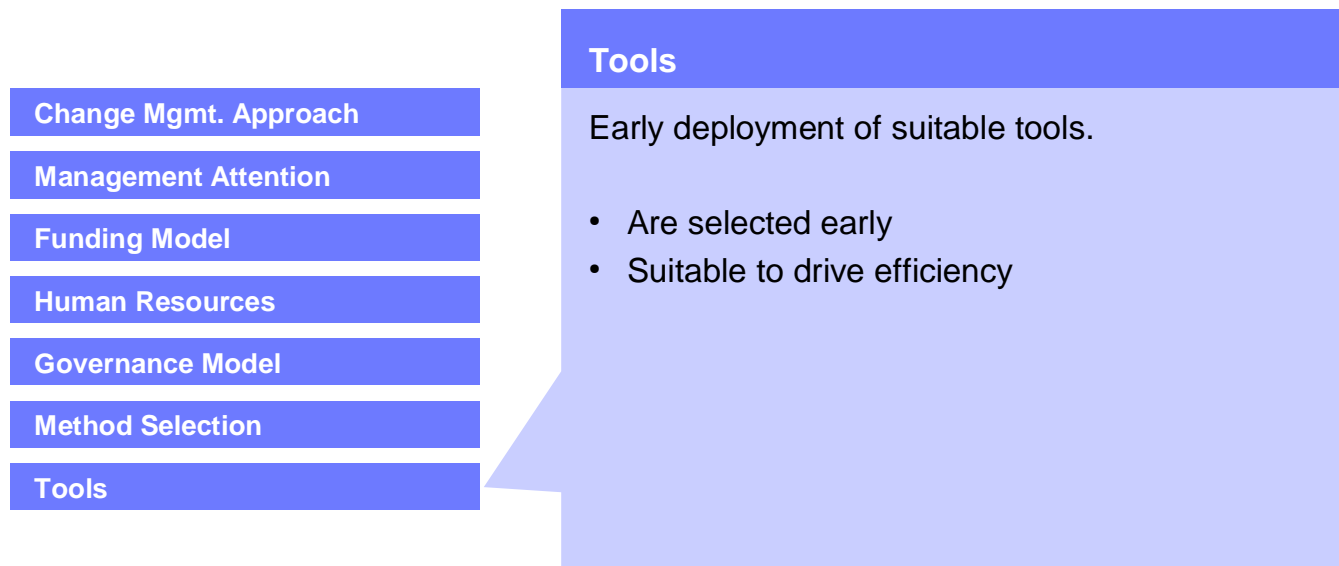 Change Mgmt. Approach
Management Attention
Funding Model
Human Resources
Governance Model
Method Selection
Tools
Tools
Early deployment of suitable tools.
• Are selected early
• Suitable to drive efficiency